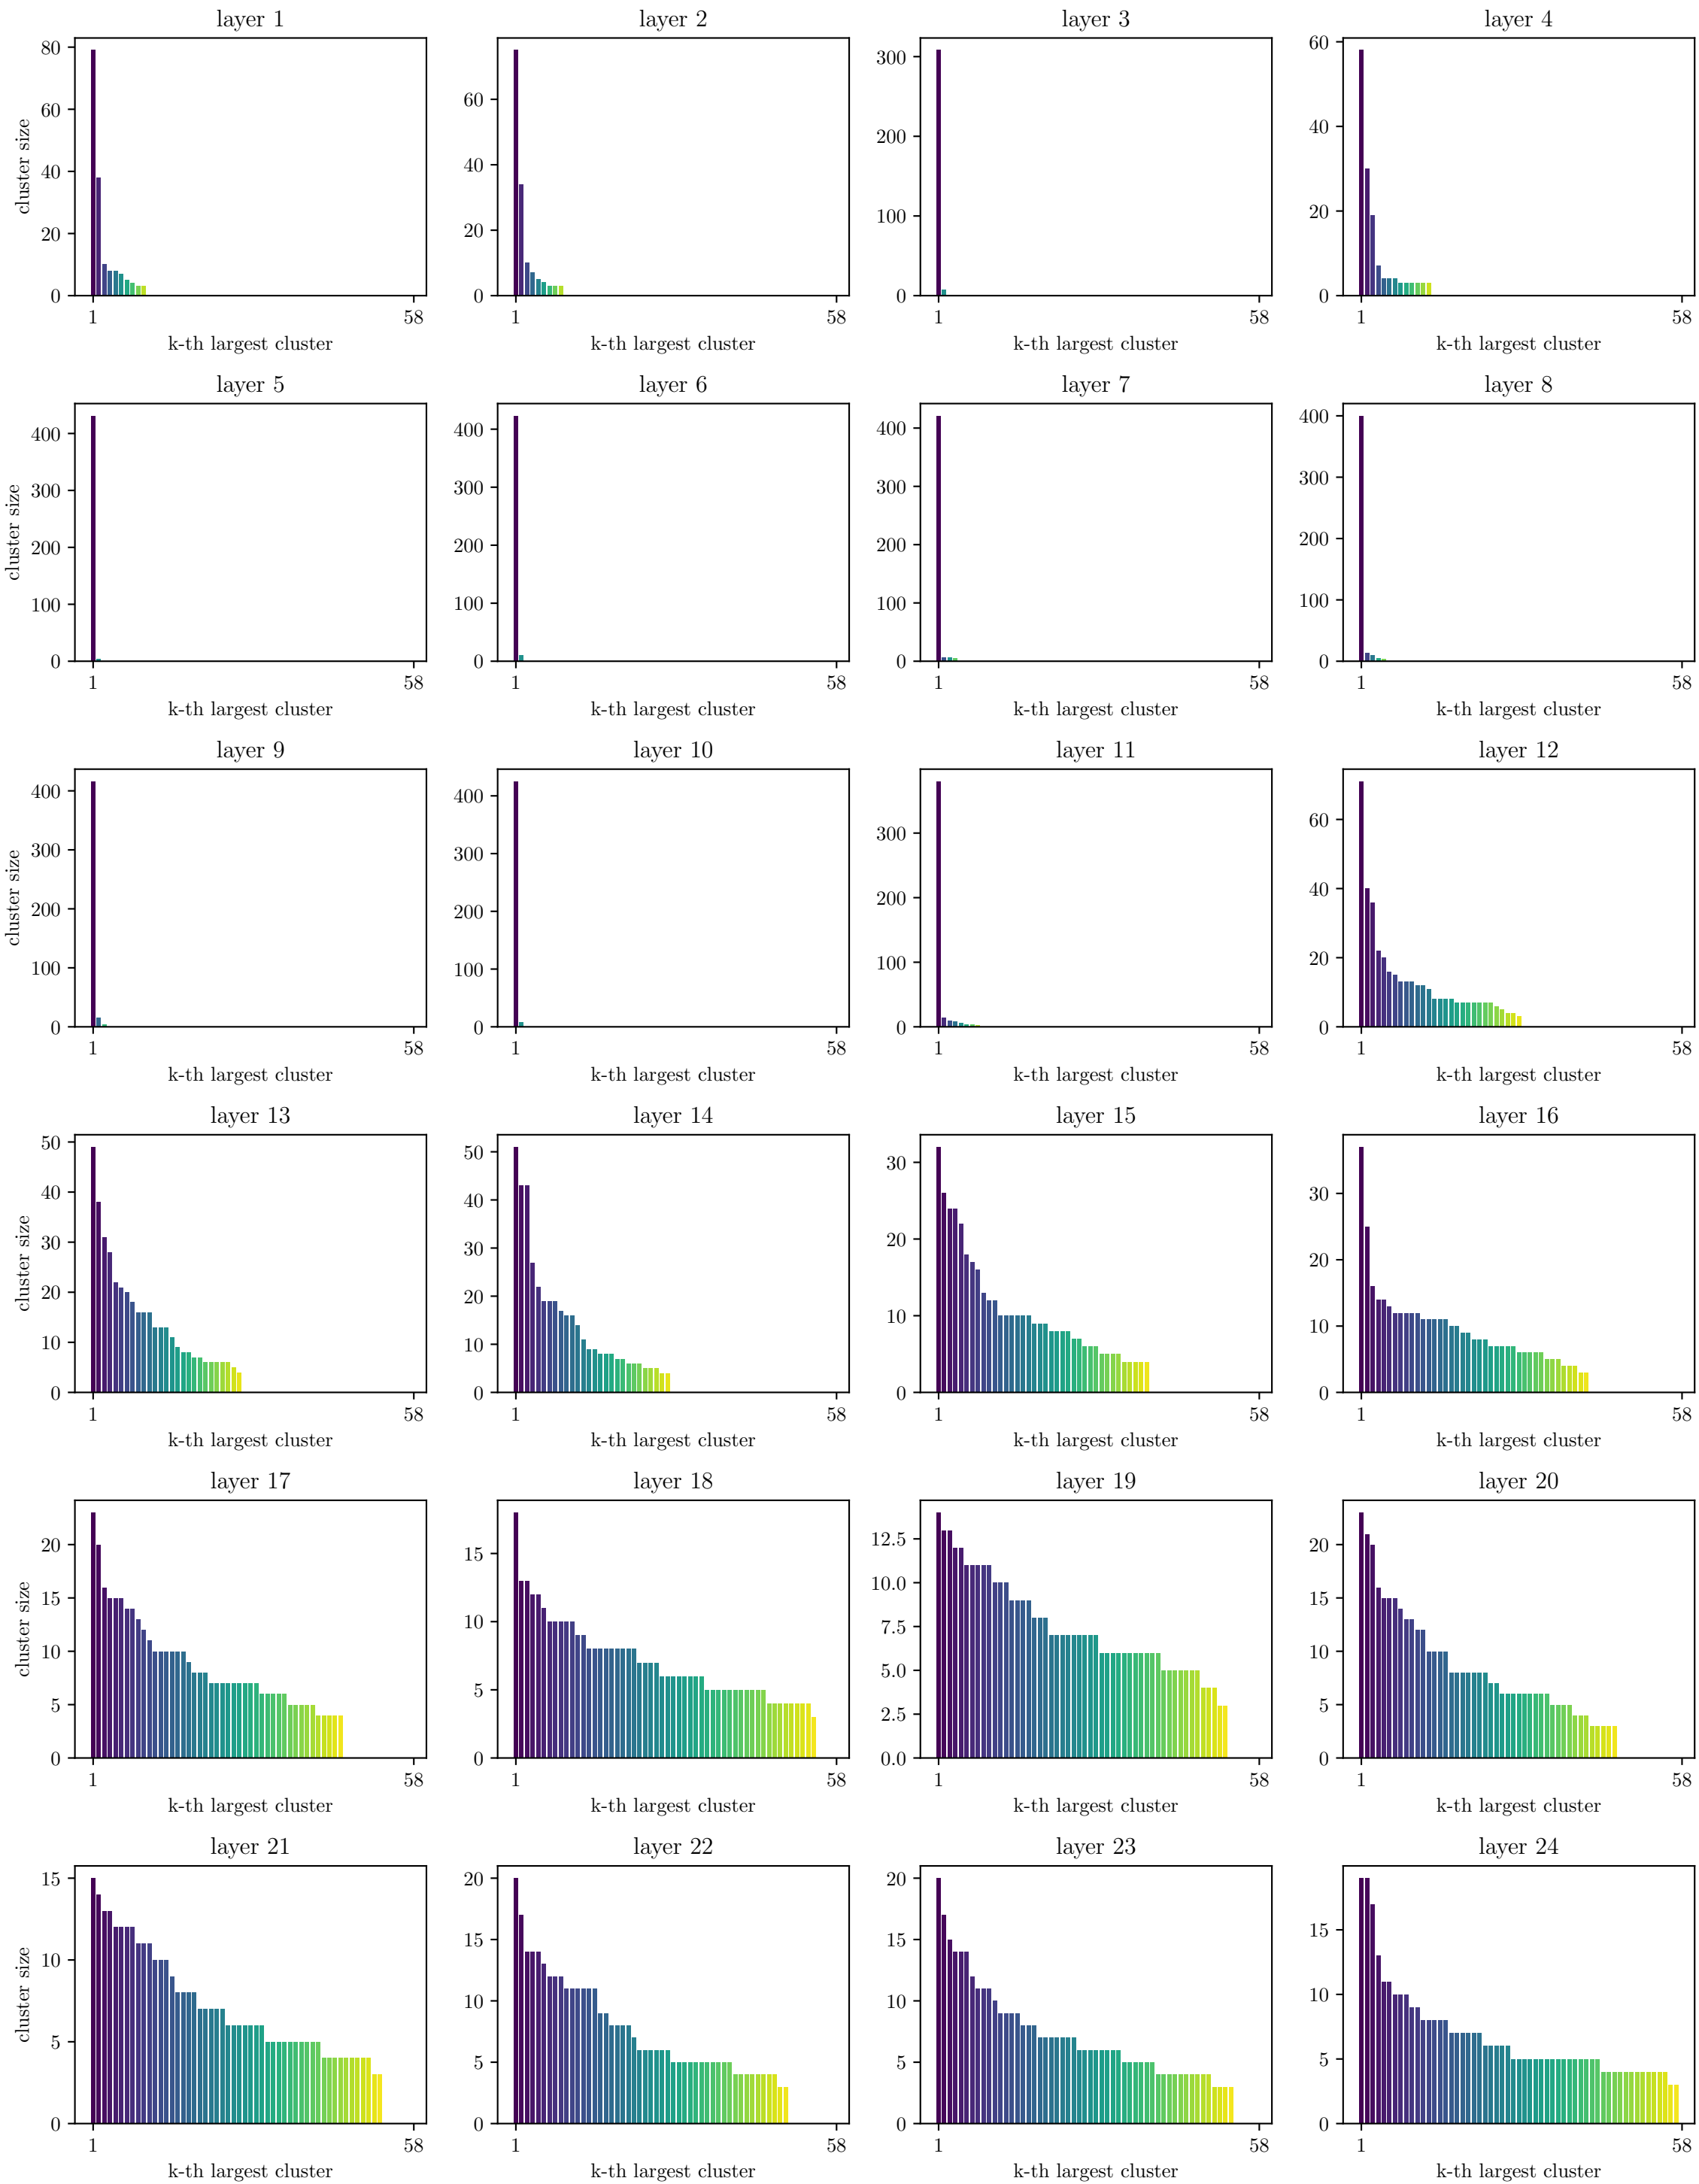 layer 1
80
60
40
20
0
cluster size
1 58
k-th largest cluster
layer 2
60
40
20
0
1 58
k-th largest cluster
layer 3
300
200
100
0
1 58
k-th largest cluster
layer 4
60
40
20
0
1 58
k-th largest cluster
layer 5
400
300
200
100
0
cluster size
1 58
k-th largest cluster
layer 6
400
300
200
100
0
1 58
k-th largest cluster
layer 7
400
300
200
100
0
1 58
k-th largest cluster
layer 8
400
300
200
100
0
1 58
k-th largest cluster
layer 9
400
300
200
100
0
cluster size
1 58
k-th largest cluster
layer 10
400
300
200
100
0
1 58
k-th largest cluster
layer 11
300
200
100
0
1 58
k-th largest cluster
layer 12
60
40
20
0
1 58
k-th largest cluster
layer 13
50
40
30
20
10
0
cluster size
1 58
k-th largest cluster
layer 14
50
40
30
20
10
0
1 58
k-th largest cluster
layer 15
30
20
10
0
1 58
k-th largest cluster
layer 16
30
20
10
0
1 58
k-th largest cluster
layer 17
20
15
10
5
0
cluster size
1 58
k-th largest cluster
layer 18
15
10
5
0
1 58
k-th largest cluster
layer 19
12.5
10.0
7.5
5.0
2.5
0.0
1 58
k-th largest cluster
layer 20
20
15
10
5
0
1 58
k-th largest cluster
layer 21
15
10
5
0
cluster size
1 58
k-th largest cluster
layer 22
20
15
10
5
0
1 58
k-th largest cluster
layer 23
20
15
10
5
0
1 58
k-th largest cluster
layer 24
15
10
5
0
1 58
k-th largest cluster